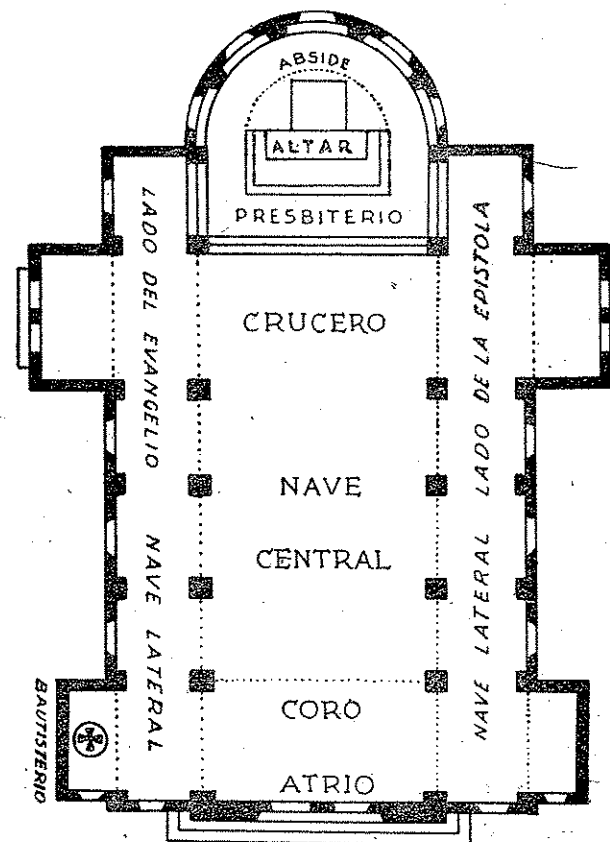 ABSIDE
ALTAR
PRESBITERIO
LADO DEL EVANGELIO NAVE LATERAL
CRUCERO
NAVE LATERAL LADO DE LA EPISTOLA
NAVE
CENTRAL
CORO
ATRIO
BAUTISTERIO